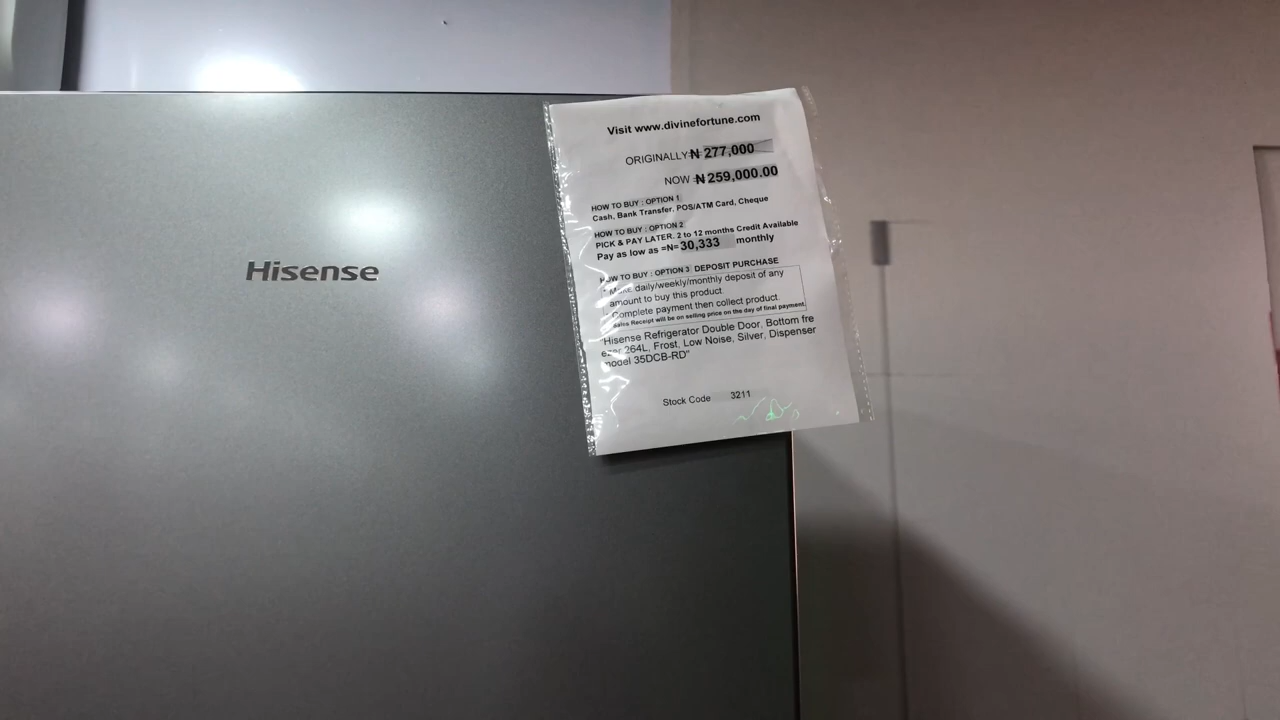 Hisense
Visit www.divinefortune.com
ORIGINALLY ₦ 277,000
NOW ₦ 259,000.00
HOW TO BUY : OPTION 1
Cash, Bank Transfer, POS/ATM Card, Cheque
HOW TO BUY : OPTION 2
PICK & PAY LATER. 2 to 12 months Credit Available
Pay as low as =N= 30,333 monthly
HOW TO BUY : OPTION 3 DEPOSIT PURCHASE
* Make daily/weekly/monthly deposit of any
amount to buy this product.
Complete payment then collect product.
Sales Receipt will be on selling price on the day of final payment.
"Hisense Refrigerator Double Door, Bottom fre
ezer 264L, Frost, Low Noise, Silver, Dispenser
model 35DCB-RD"
Stock Code 3211